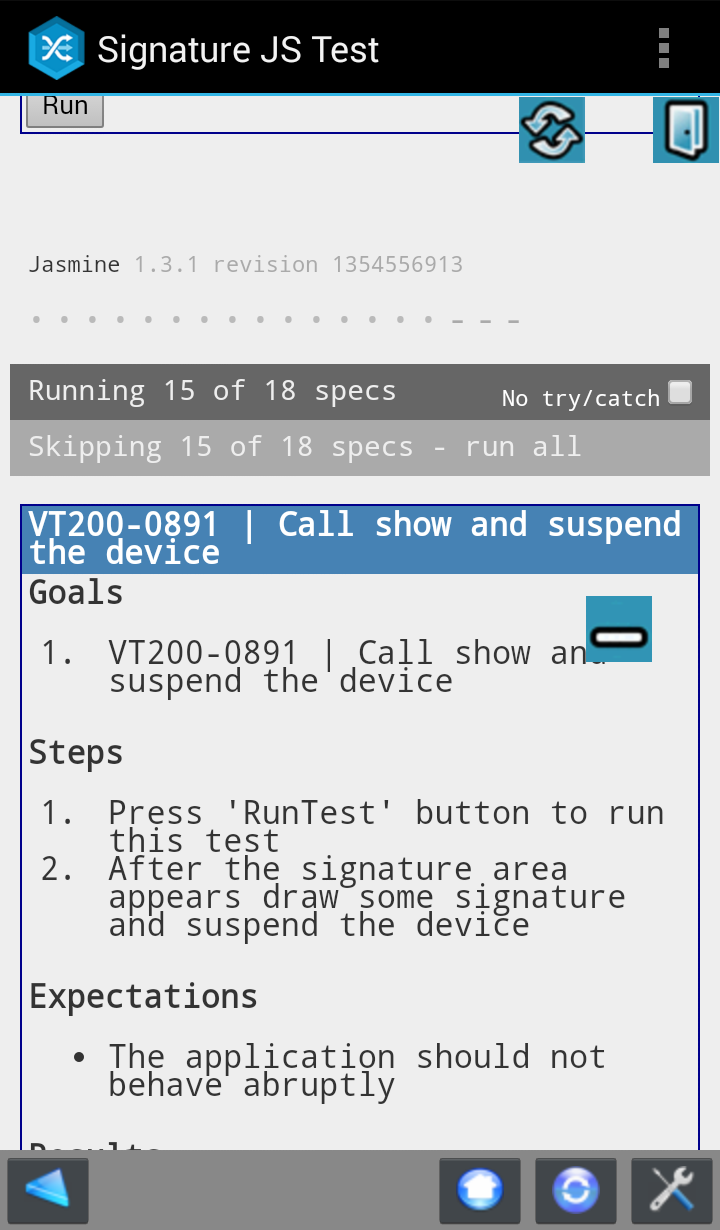 Signature JS Test
Run
Jasmine 1.3.1 revision 1354556913
Running 15 of 18 specs
No try/catch
Skipping 15 of 18 specs - run all
VT200-0891 | Call show and suspend
the device
Goals
1. VT200-0891 | Call show and
suspend the device
Steps
1. Press 'RunTest' button to run
this test
2. After the signature area
appears draw some signature
and suspend the device
Expectations
• The application should not
behave abruptly
Results